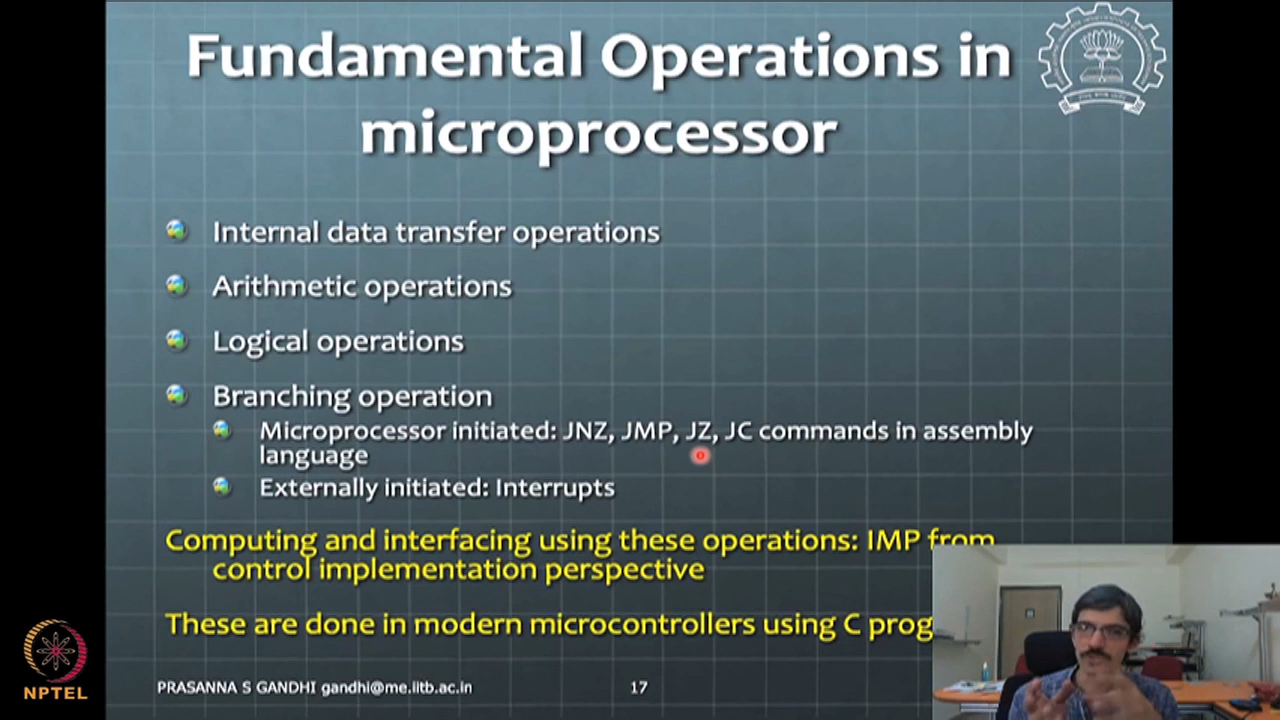 Fundamental Operations in
microprocessor
Internal data transfer operations
Arithmetic operations
Logical operations
Branching operation
Microprocessor initiated: JNZ, JMP, JZ, JC commands in assembly
language
Externally initiated: Interrupts
Computing and interfacing using these operations: IMP from
control implementation perspective
These are done in modern microcontrollers using C prog
PRASANNA S GANDHI gandhi@me.iitb.ac.in
17
NPTEL